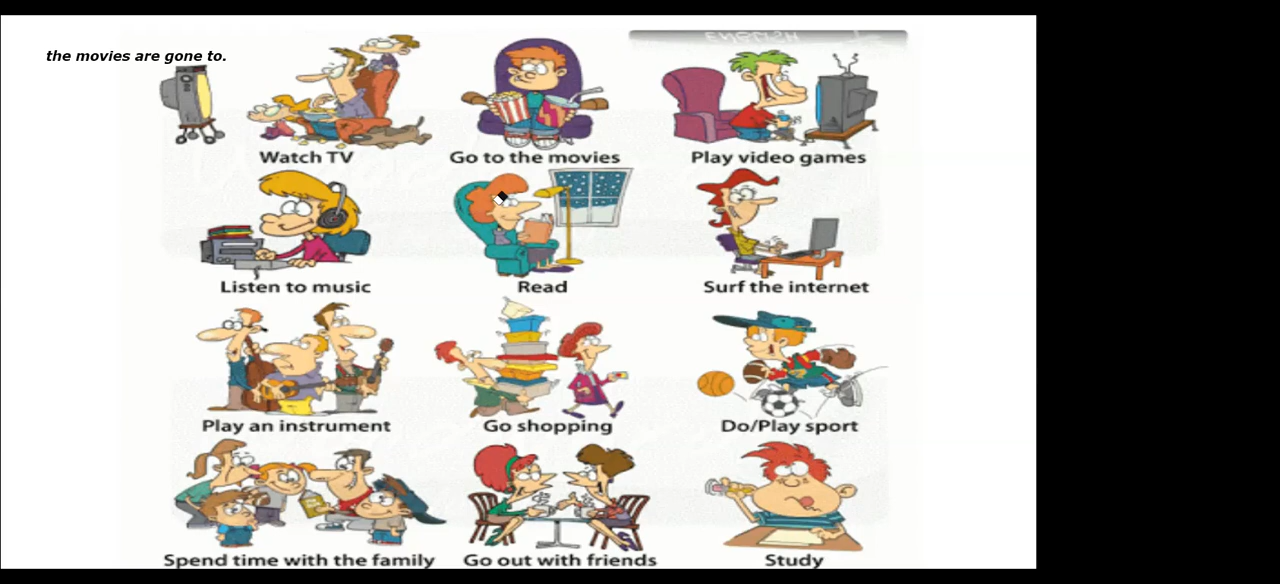 ENGLISH
the movies are gone to.
Watch TV
Go to the movies
Play video games
Listen to music
Read
Surf the internet
Play an instrument
Go shopping
Do/Play sport
Spend time with the family
Go out with friends
Study